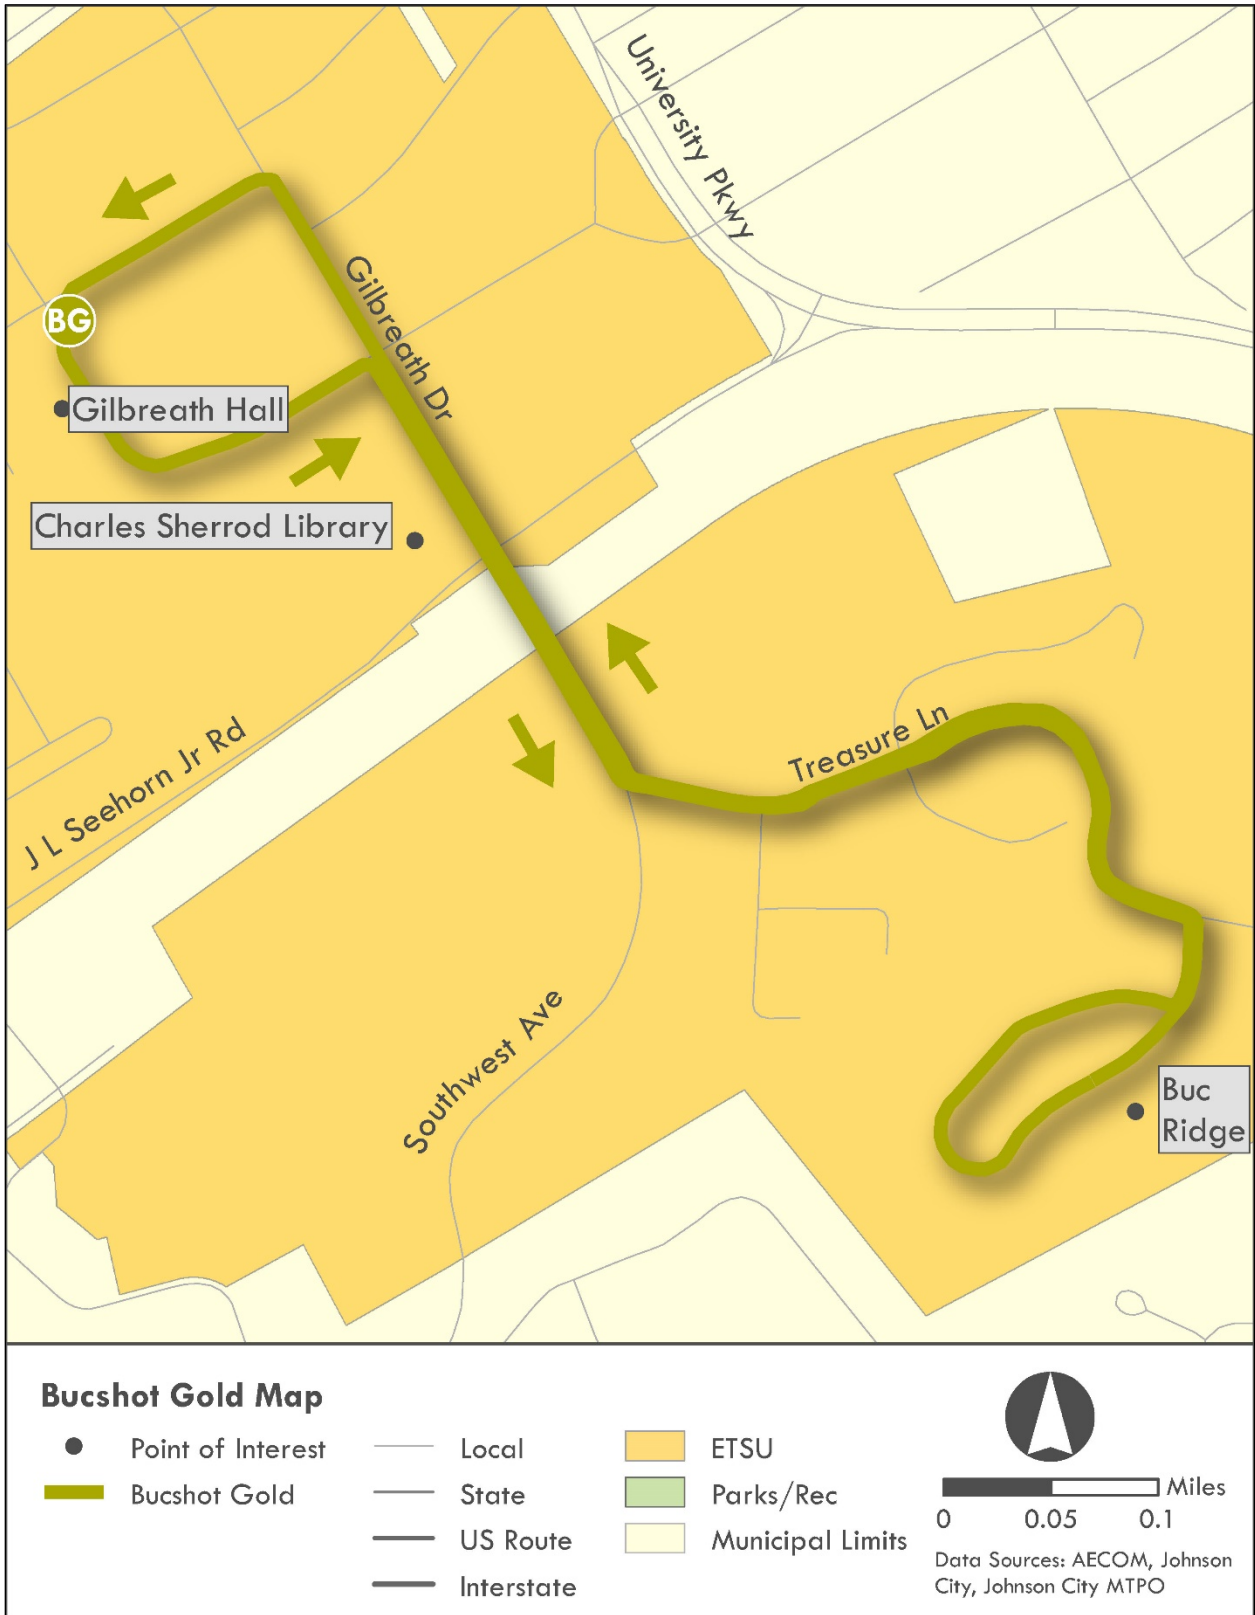 University Pkwy
BG
Gilbreath Dr
Gilbreath Hall
Charles Sherrod Library
J L Seehorn Jr Rd
Treasure Ln
Southwest Ave
Buc
Ridge
Bucshot Gold Map
Point of Interest
Bucshot Gold
Local
State
US Route
Interstate
ETSU
Parks/Rec
Municipal Limits
Miles
0 0.05 0.1
Data Sources: AECOM, Johnson
City, Johnson City MTPO